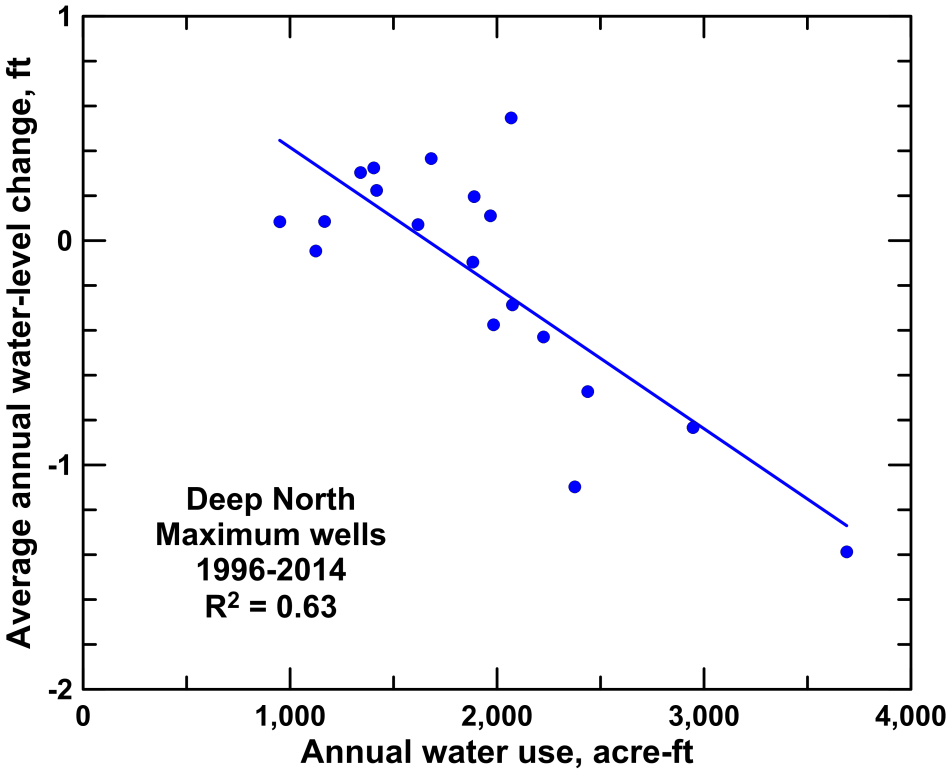 1
0
-1
-2
Average annual water-level change, ft
Deep North
Maximum wells
1996-2014
R² = 0.63
0 1,000 2,000 3,000 4,000
Annual water use, acre-ft